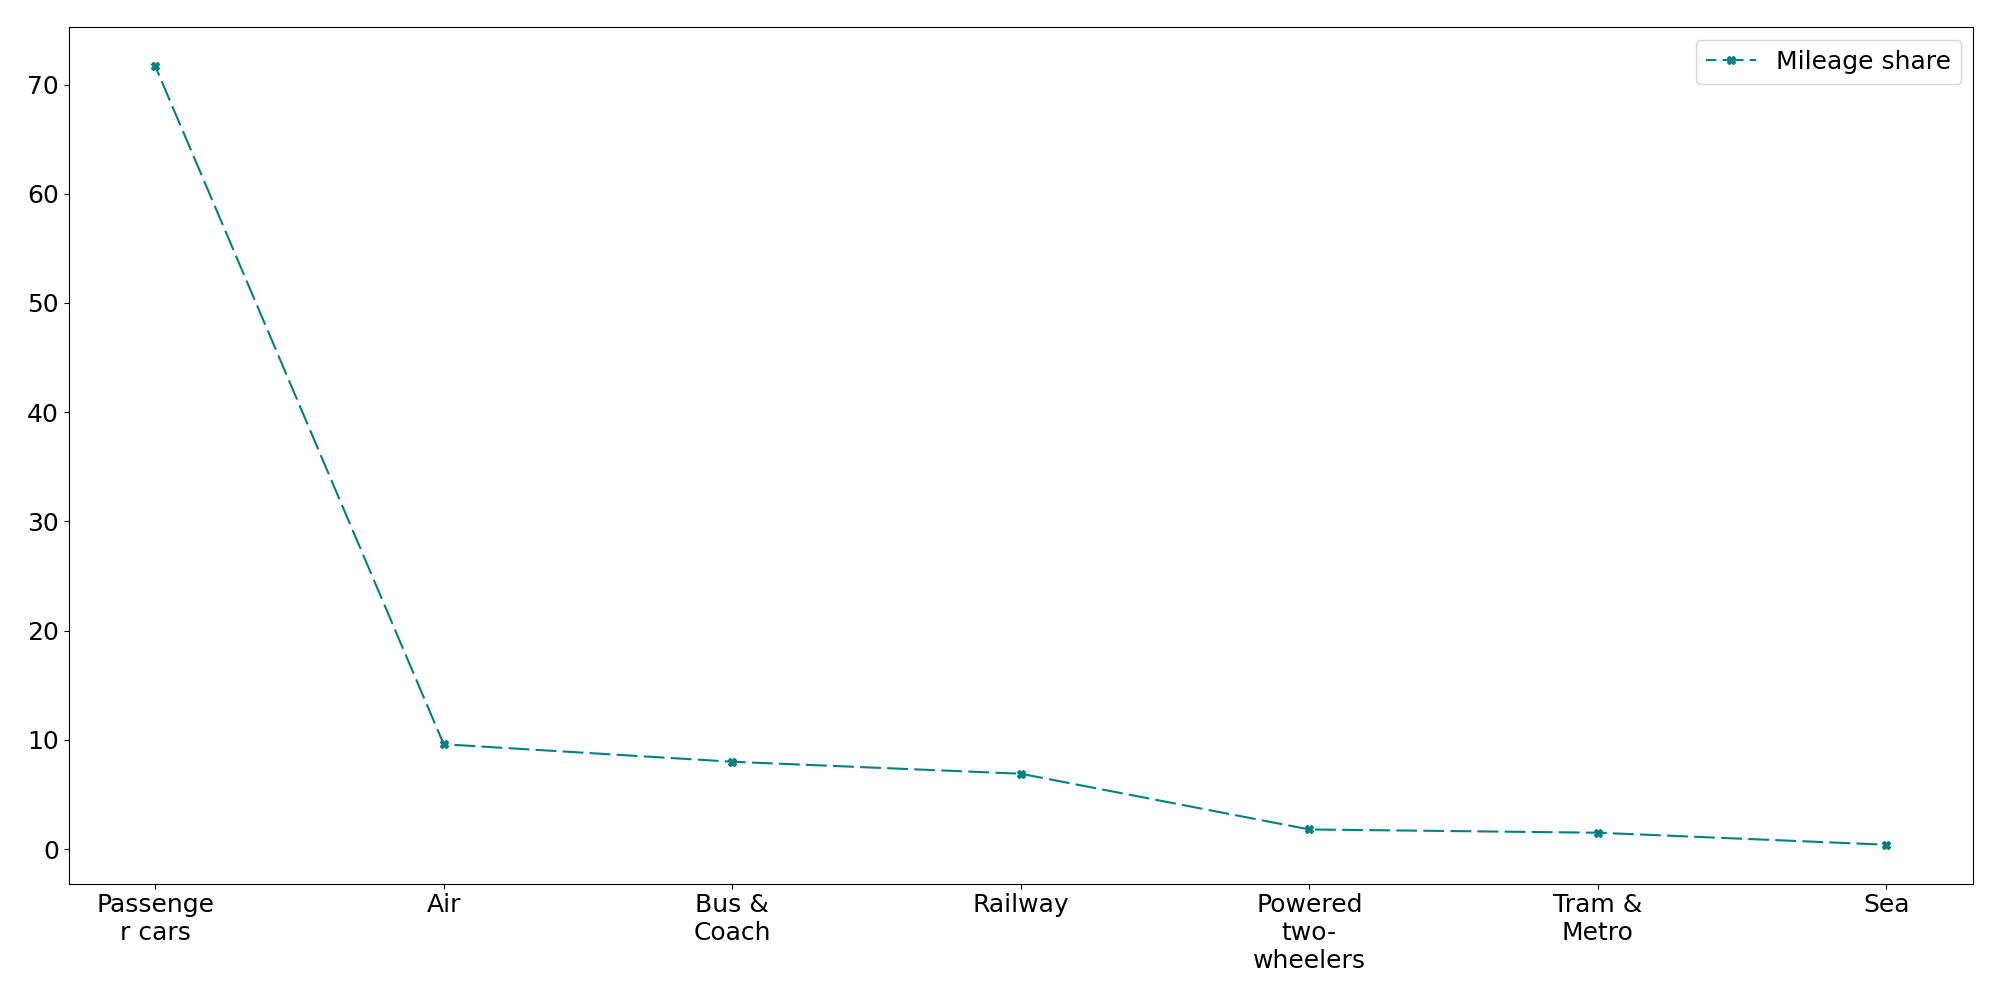 Mileage share
70
60
50
40
30
20
10
0
Passenge
r cars
Air
Bus &
Coach
Railway
Powered
two-
wheelers
Tram &
Metro
Sea